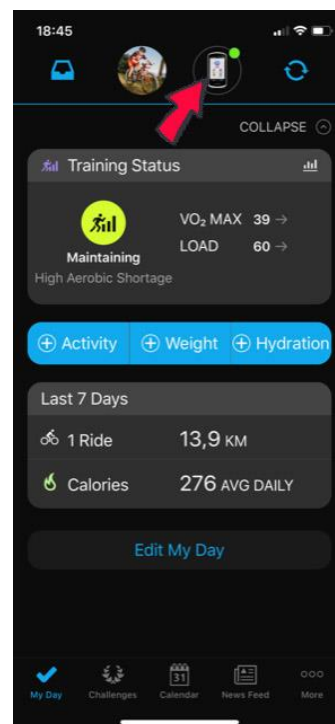 18:45
COLLAPSE
Training Status
Maintaining
High Aerobic Shortage
VO₂ MAX 39 →
LOAD 60 →
Activity
Weight
Hydration
Last 7 Days
1 Ride 13,9 KM
Calories 276 AVG DAILY
Edit My Day
31
My Day Challenges Calendar News Feed More